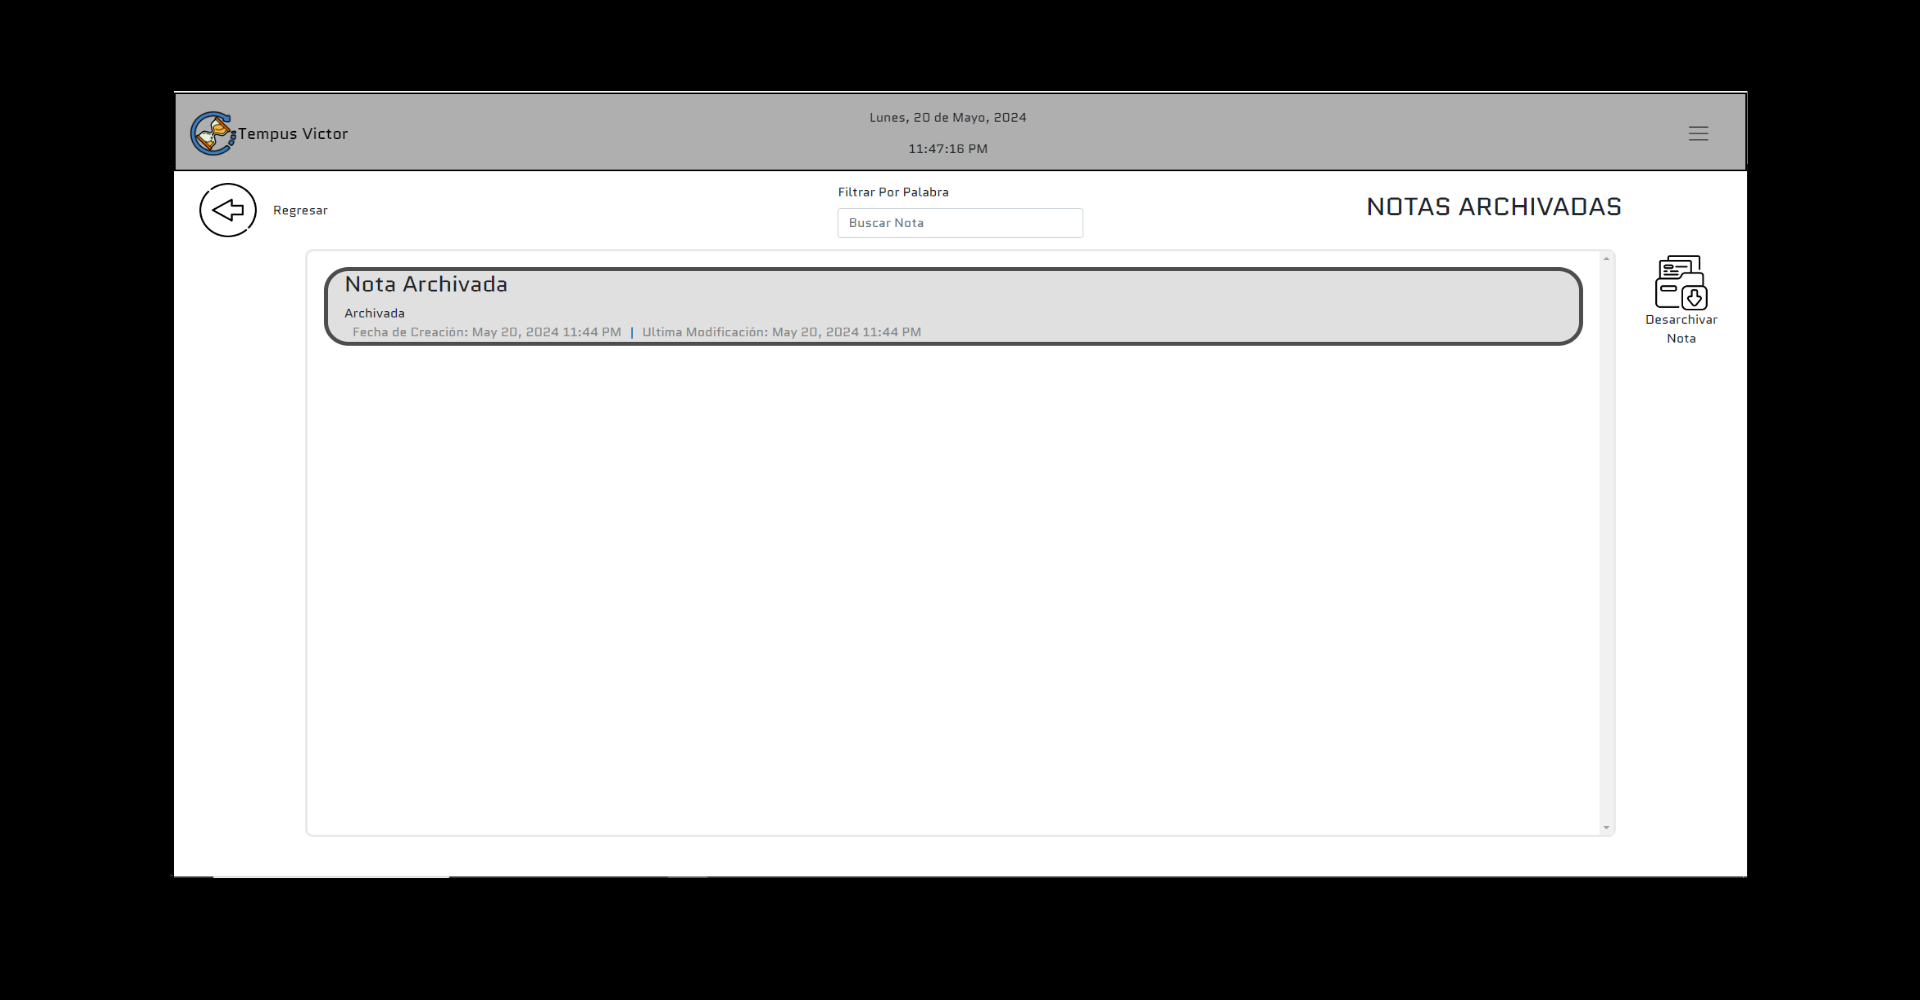 Tempus Victor
Lunes, 20 de Mayo, 2024
11:47:16 PM
Regresar
Filtrar Por Palabra
Buscar Nota
NOTAS ARCHIVADAS
Nota Archivada
Archivada
Fecha de Creación: May 20, 2024 11:44 PM | Ultima Modificación: May 20, 2024 11:44 PM
Desarchivar
Nota